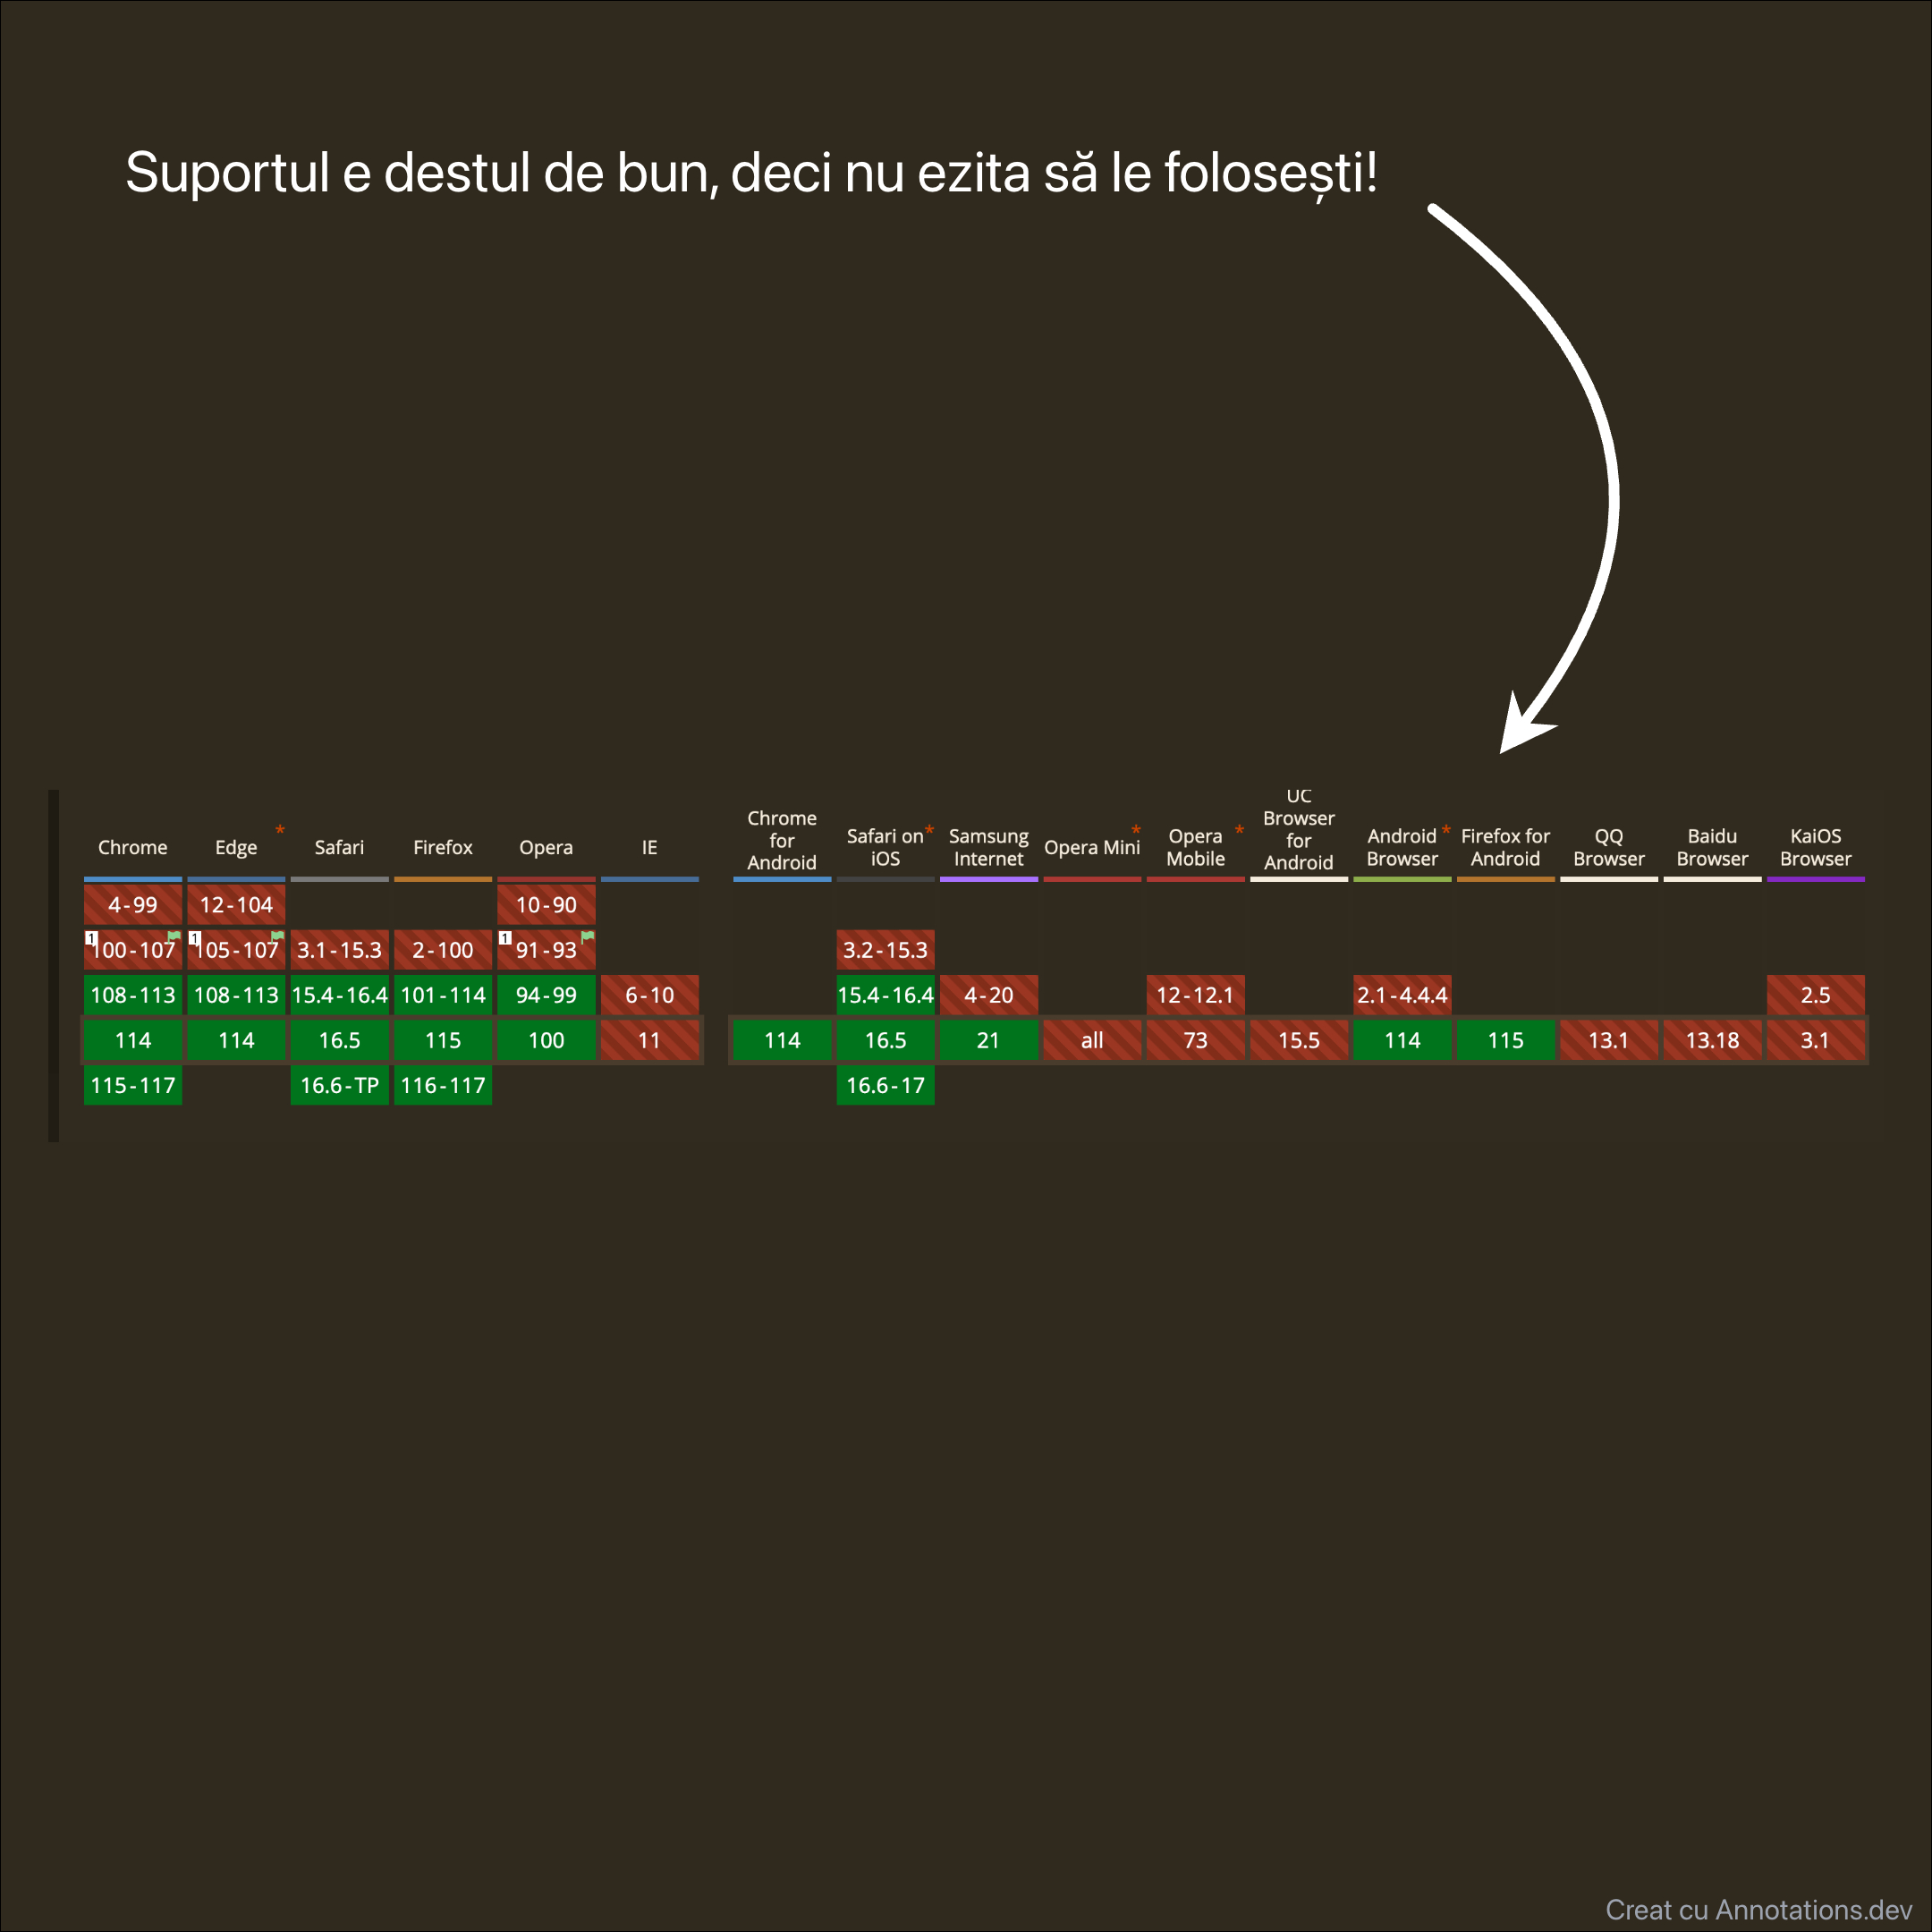 Suportul e destul de bun, deci nu ezita să le folosești!
Chrome Edge * Safari Firefox Opera IE Chrome for Android Safari on iOS * Samsung Internet Opera Mini * Opera Mobile * UC Browser for Android Android Browser * Firefox for Android QQ Browser Baidu Browser KaiOS Browser
4-99 12-104 10-90
1 100-107 1 105-107 3.1-15.3 2-100 1 91-93 3.2-15.3
108-113 108-113 15.4-16.4 101-114 94-99 6-10 15.4-16.4 4-20 12-12.1 2.1-4.4.4 2.5
114 114 16.5 115 100 11 114 16.5 21 all 73 15.5 114 115 13.1 13.18 3.1
115-117 16.6-TP 116-117 16.6-17
Creat cu Annotations.dev